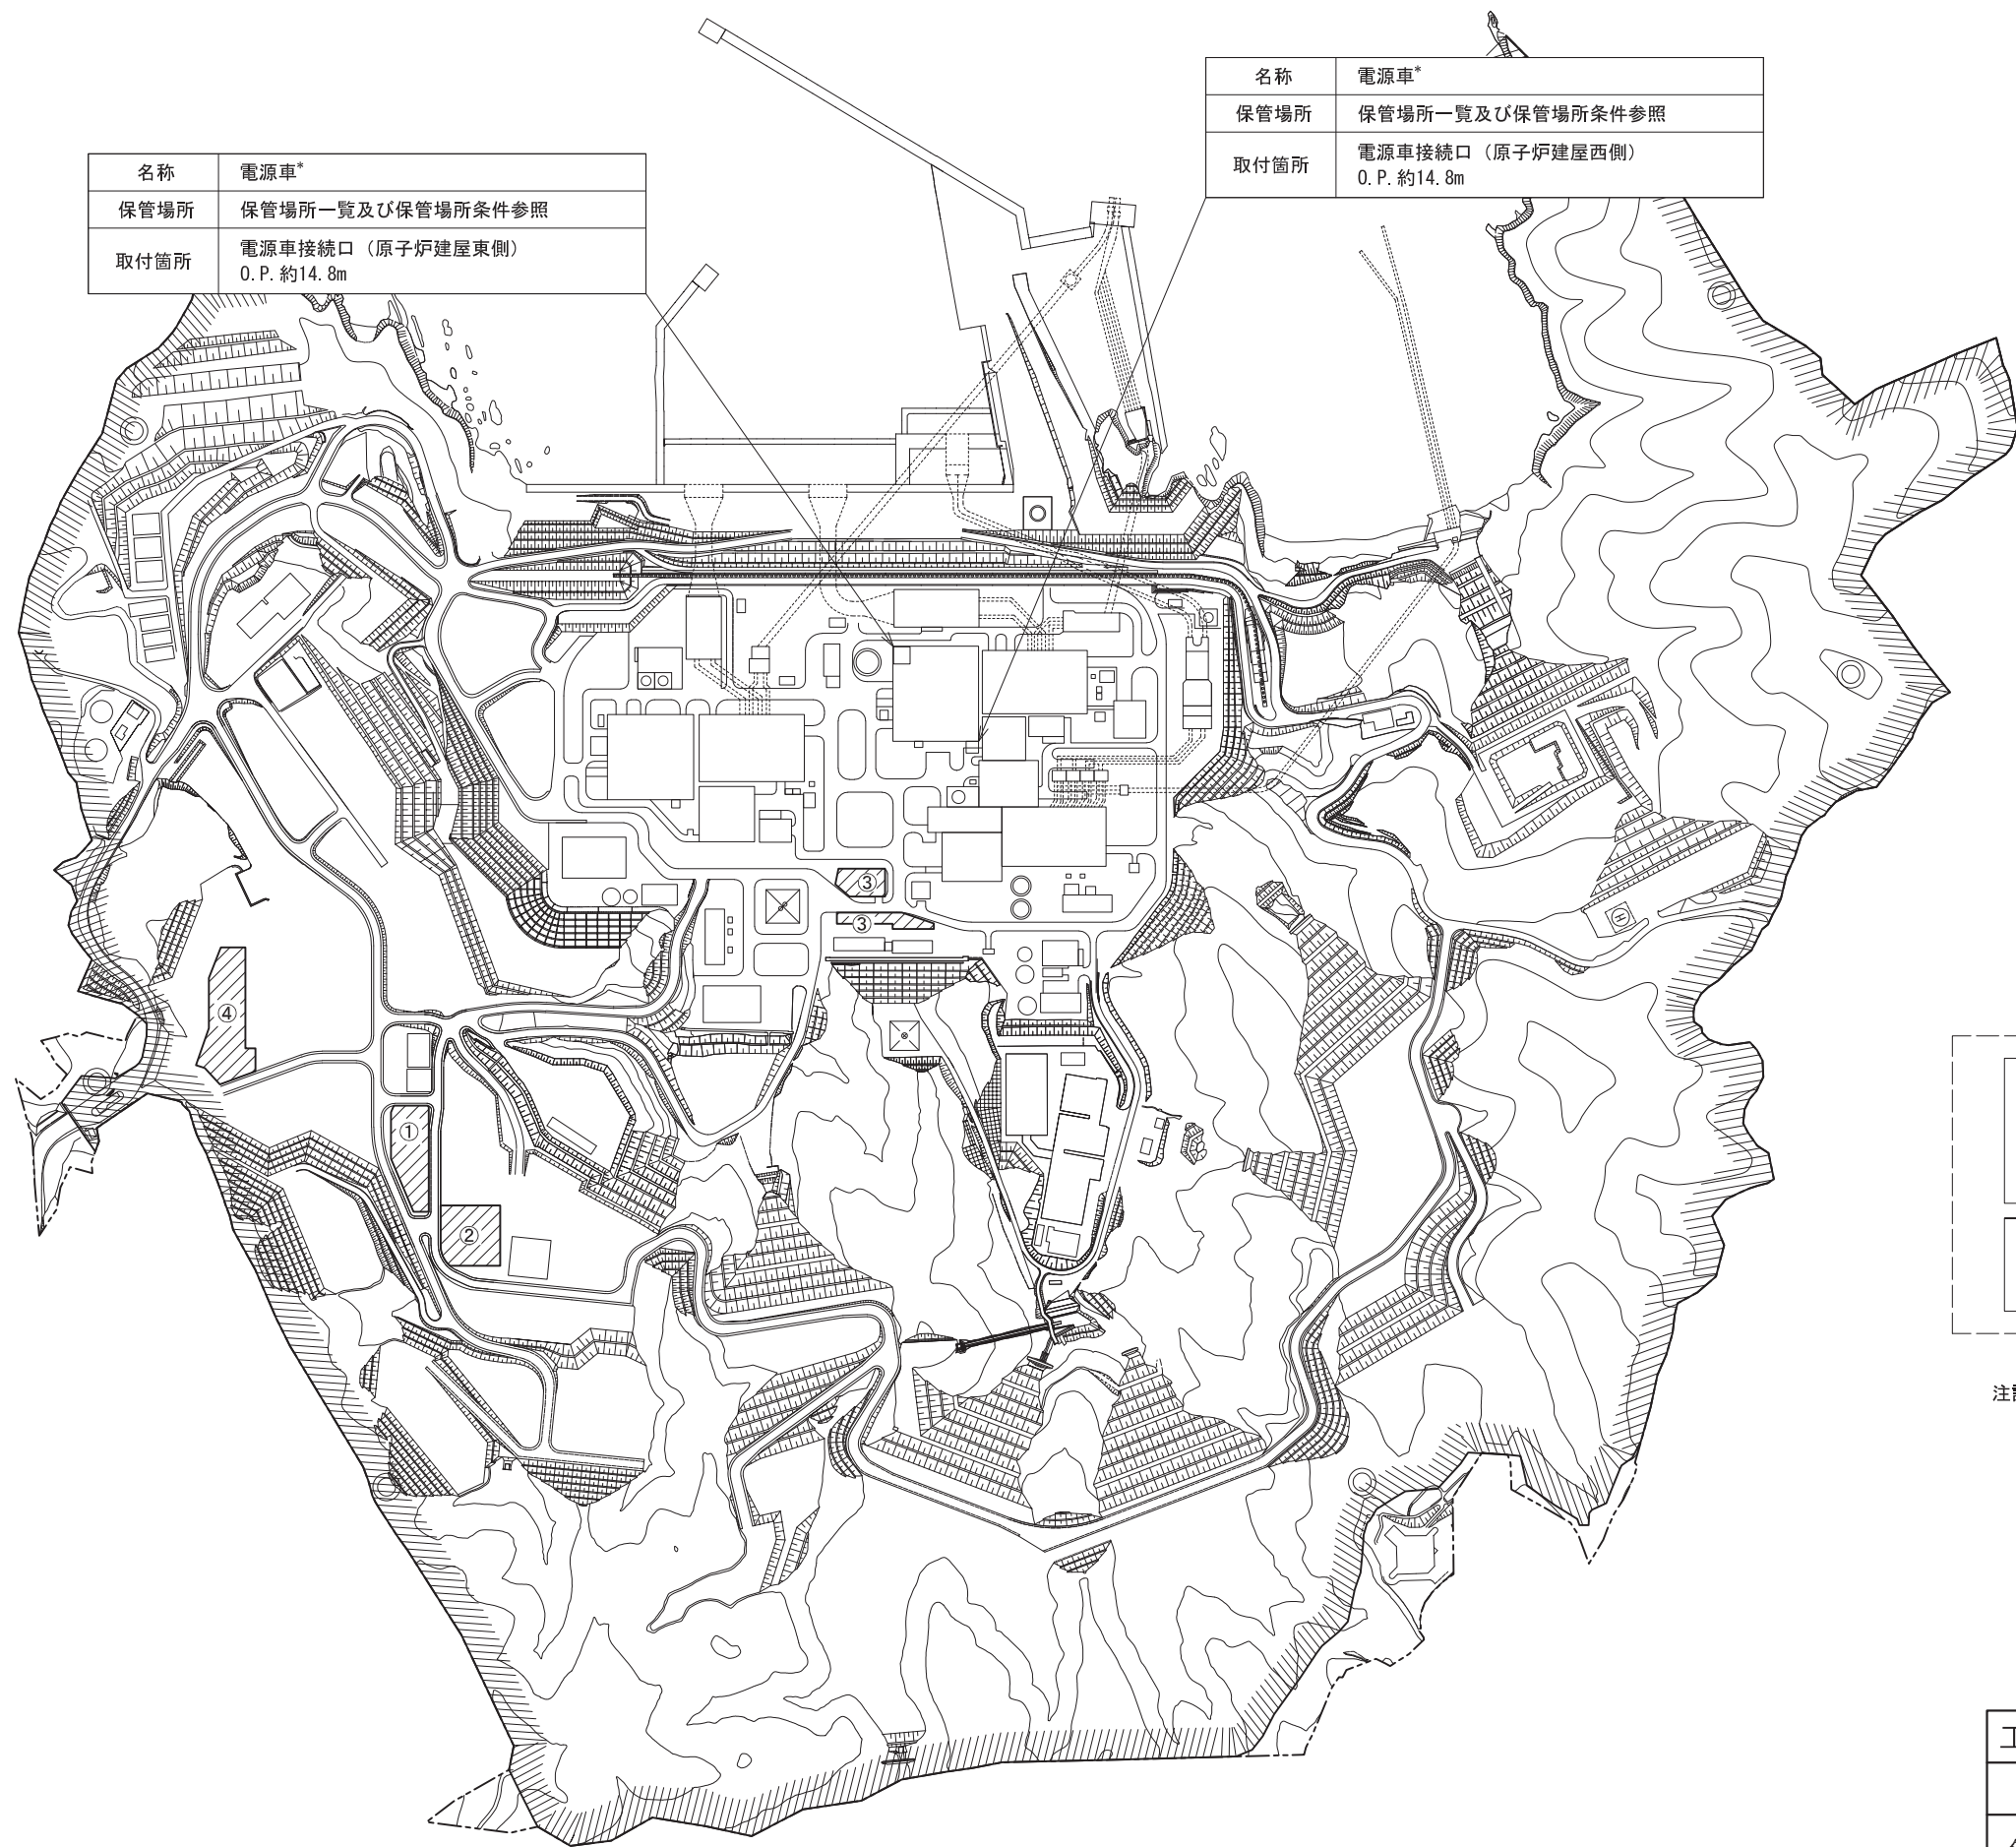 名称 電源車*
保管場所 保管場所一覧及び保管場所条件参照
取付箇所 電源車接続口（原子炉建屋西側）
O.P.約14.8m
名称 電源車*
保管場所 保管場所一覧及び保管場所条件参照
取付箇所 電源車接続口（原子炉建屋東側）
O.P.約14.8m
③
③
④
①
②